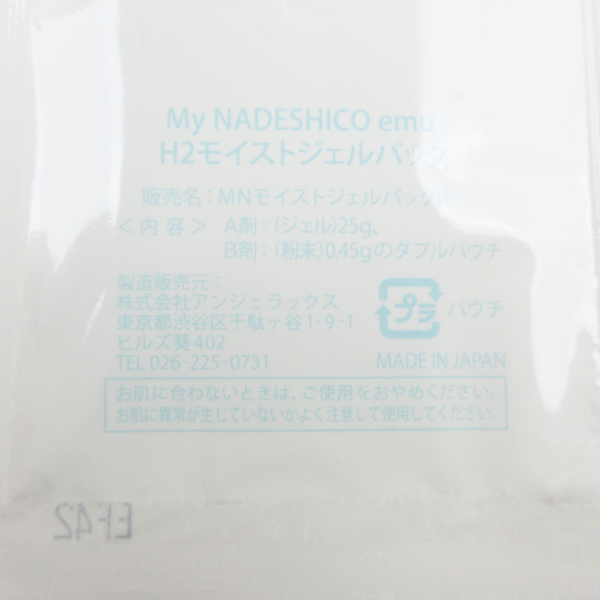 My NADESHICO emu
H2モイストジェルパック
販売名：MNモイストジェルパックH
＜内 容＞ A剤：（ジェル）25g、
B剤：（粉末）0.45gのダブルパウチ
製造販売元：
株式会社アンジェラックス
東京都渋谷区千駄ヶ谷1-9-1
ヒルズ葵402
TEL 026-225-0731
プラ パウチ
MADE IN JAPAN
お肌に合わないときは、ご使用をおやめください。
お肌に異常が生じていないかよく注意して使用してください。
EF42